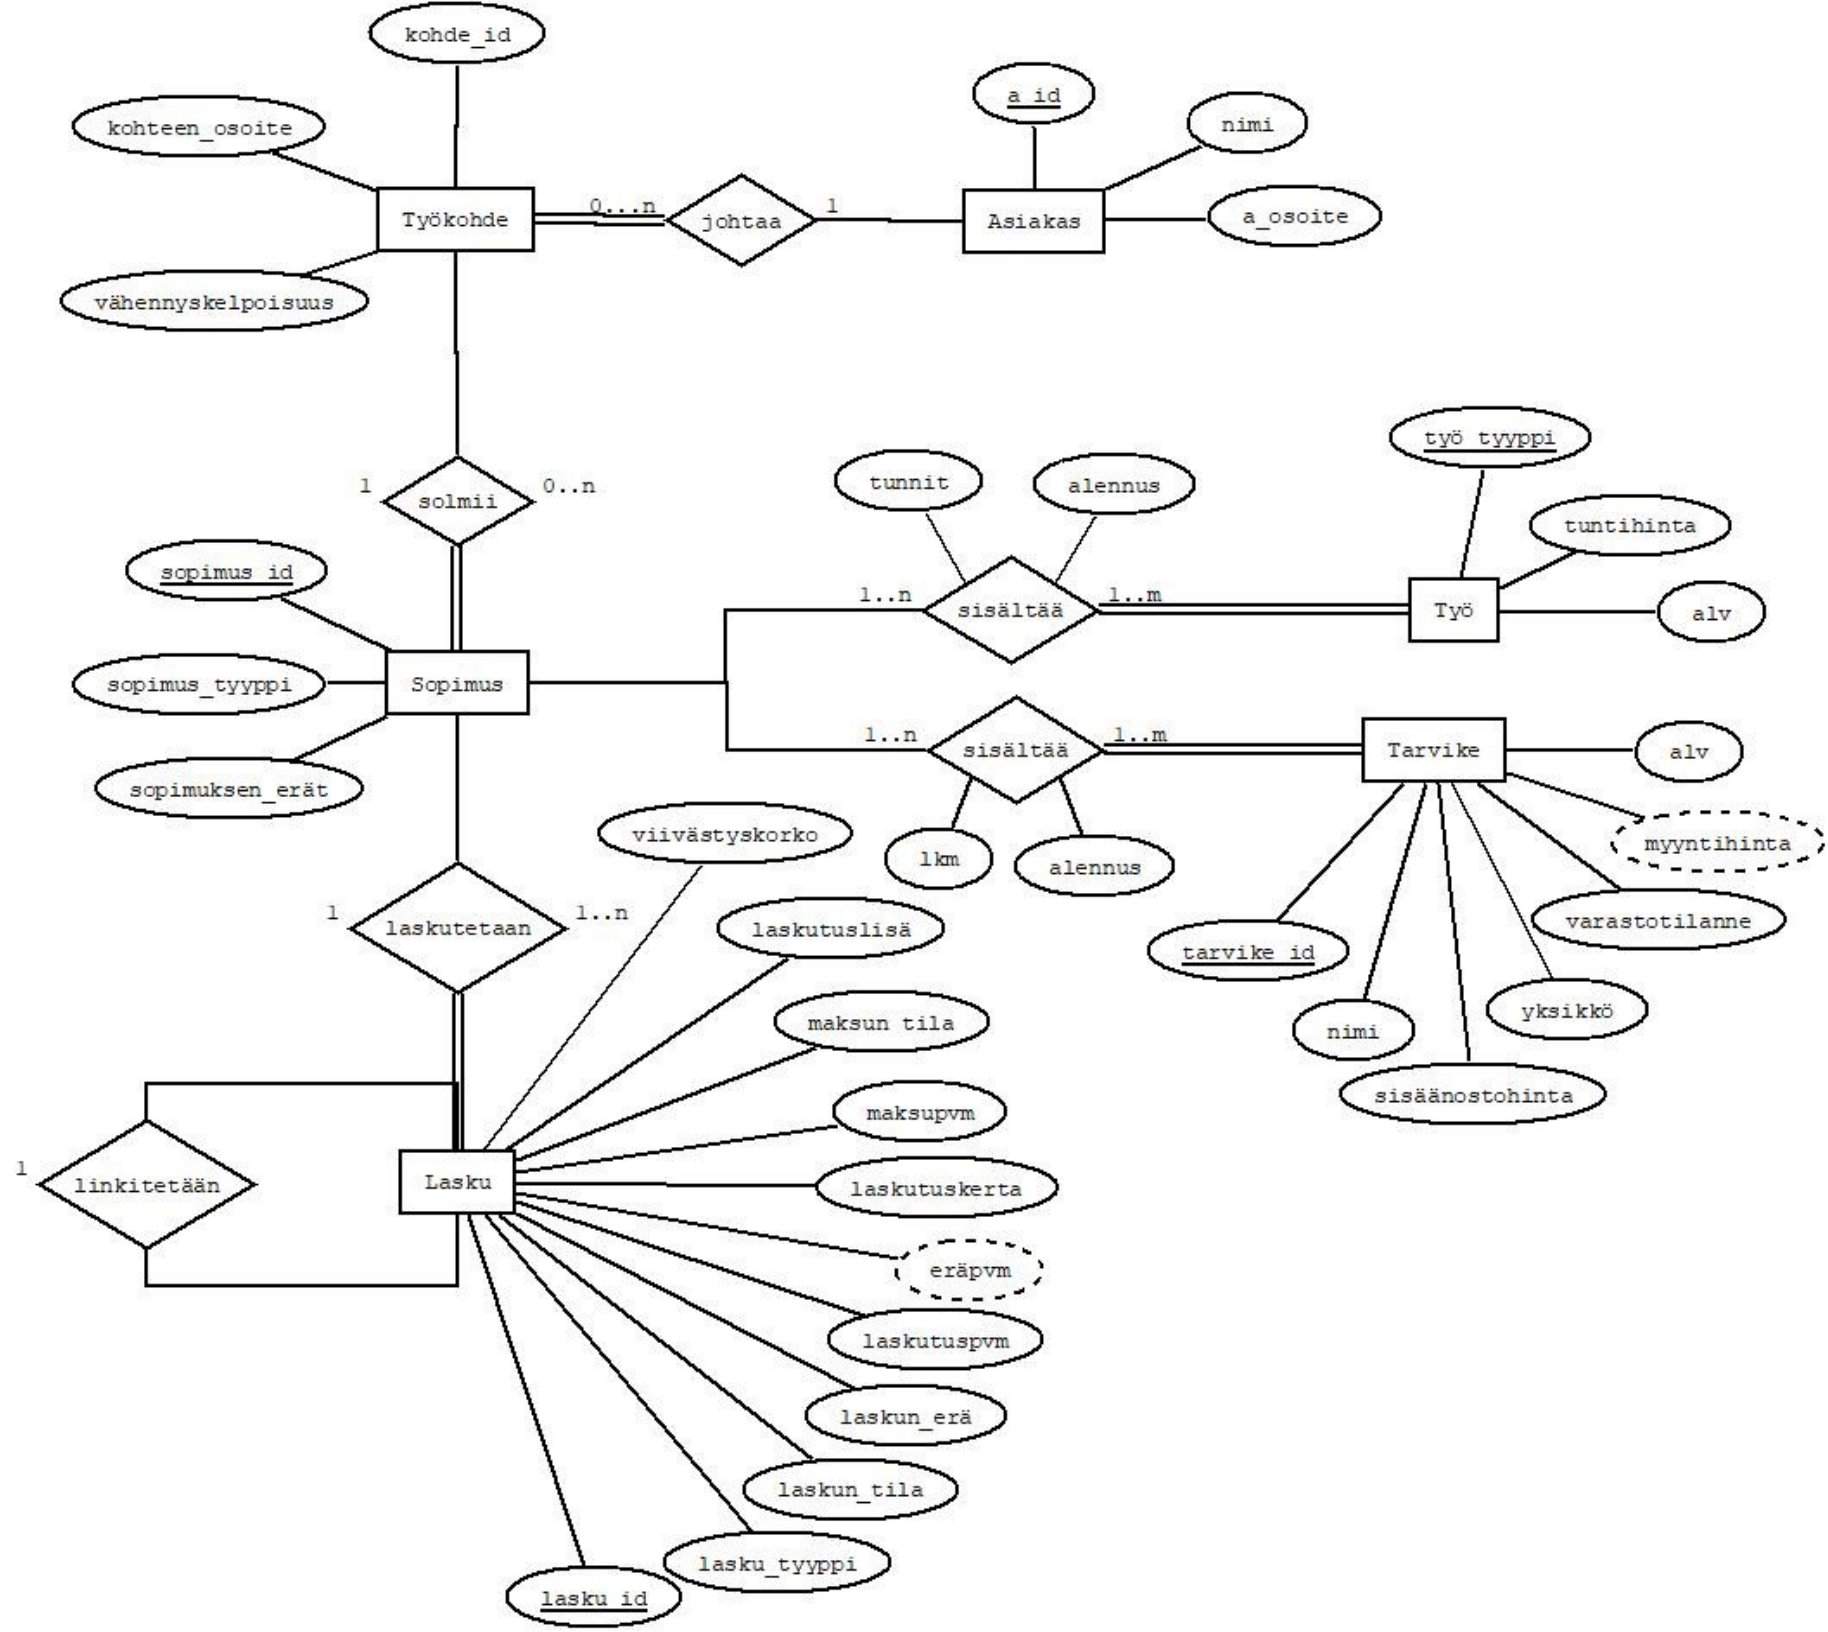 kohde_id
a_id
nimi
kohteen_osoite
Työkohde
0...n
johtaa
1
Asiakas
a_osoite
vähennyskelpoisuus
työ_tyyppi
tunnit
alennus
1
solmii
0..n
tuntihinta
sopimus_id
1..n
sisältää
1..m
Työ
alv
sopimus_tyyppi
Sopimus
1..n
sisältää
1..m
Tarvike
alv
sopimuksen_erät
viivästyskorko
myyntihinta
lkm
alennus
1
laskutetaan
1..n
laskutuslisä
varastotilanne
tarvike_id
yksikkö
maksun tila
nimi
sisäänostohinta
maksupvm
1
linkitetään
Lasku
laskutuskerta
eräpvm
laskutuspvm
laskun_erä
laskun_tila
lasku_tyyppi
lasku_id